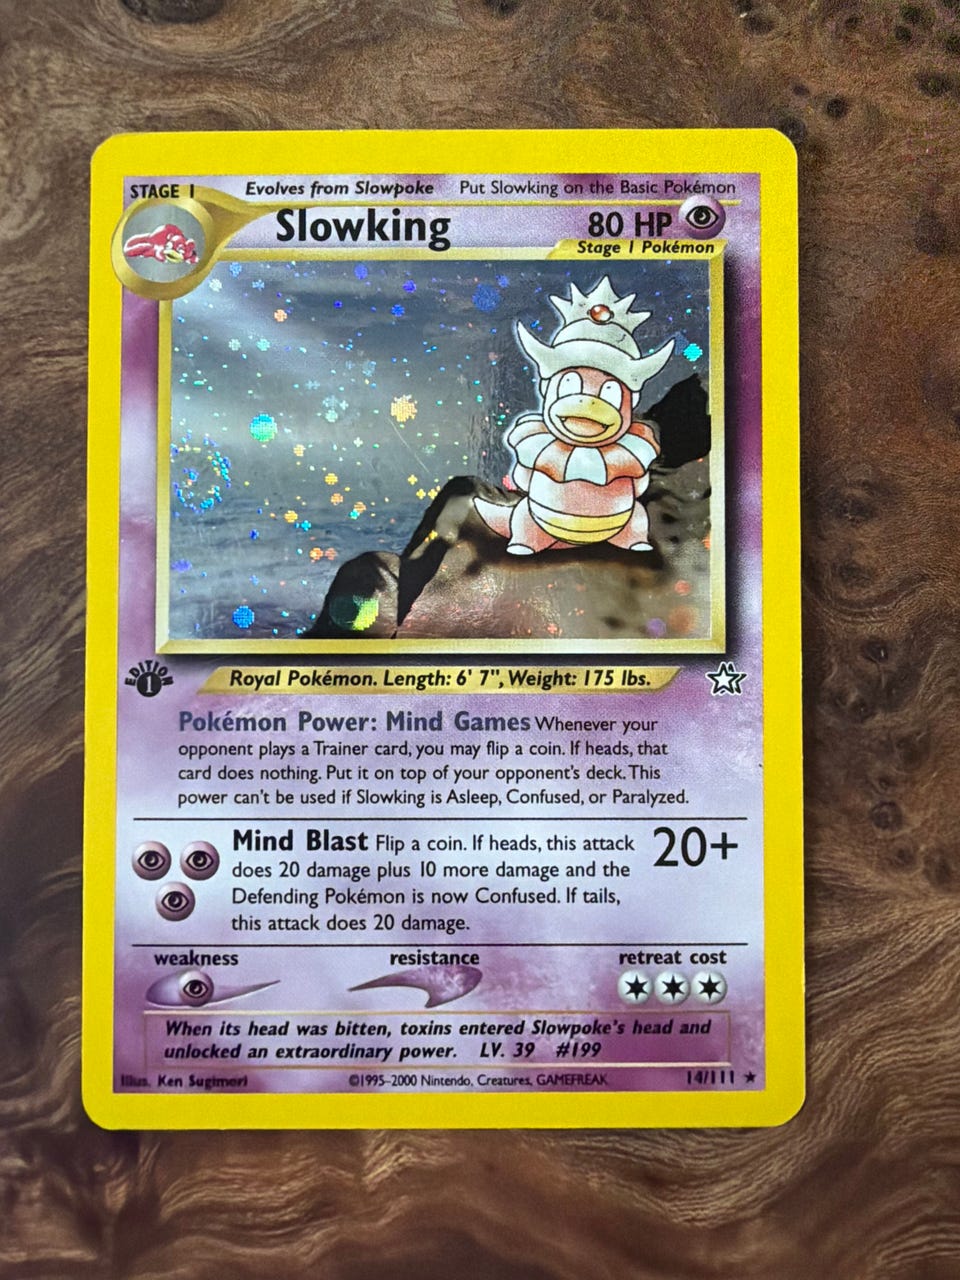 STAGE 1
Evolves from Slowpoke
Put Slowking on the Basic Pokémon
Slowking
80 HP
Stage 1 Pokémon
EDITION
1
Royal Pokémon. Length: 6' 7", Weight: 175 lbs.
Pokémon Power: Mind Games Whenever your
opponent plays a Trainer card, you may flip a coin. If heads, that
card does nothing. Put it on top of your opponent's deck. This
power can't be used if Slowking is Asleep, Confused, or Paralyzed.
Mind Blast Flip a coin. If heads, this attack
does 20 damage plus 10 more damage and the
Defending Pokémon is now Confused. If tails,
this attack does 20 damage.
20+
weakness
resistance
retreat cost
When its head was bitten, toxins entered Slowpoke's head and
unlocked an extraordinary power. LV. 39 #199
Illus. Ken Sugimori
©1995–2000 Nintendo, Creatures, GAMEFREAK
14/111 ★